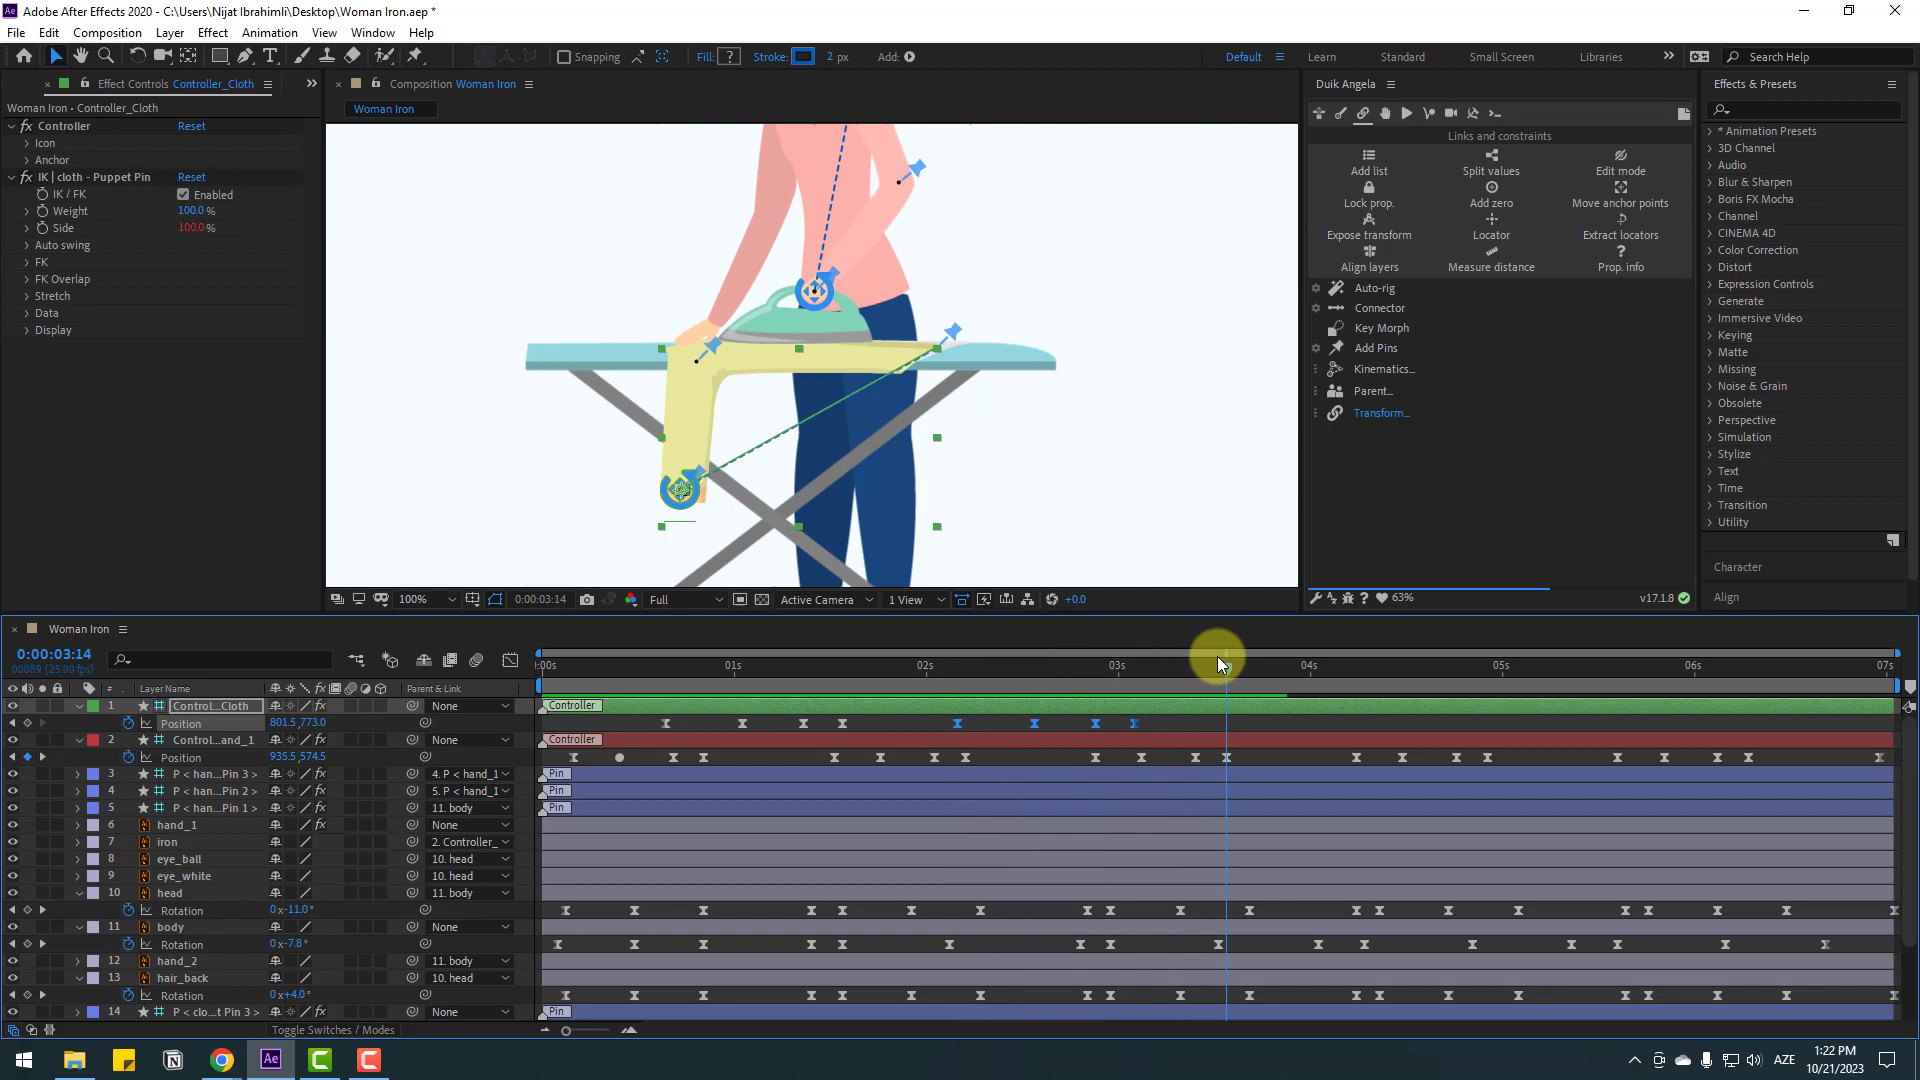 Adobe After Effects 2020 - C:\Users\Nijat Ibrahimli\Desktop\Woman Iron.aep *
File Edit Composition Layer Effect Animation View Window Help
Snapping Fill: ? Stroke: 2 px Add: Default Learn Standard Small Screen Libraries Search Help
Effect Controls Controller_Cloth
Woman Iron • Controller_Cloth
Controller Reset
Icon
Anchor
IK | cloth - Puppet Pin Reset
IK / FK Enabled
Weight 100.0 %
Side 100.0 %
Auto swing
FK
FK Overlap
Stretch
Data
Display
Composition Woman Iron
Woman Iron
100% 0:00:03:14 Full Active Camera 1 View +0.0
Duik Angela
Links and constraints
Add list Split values Edit mode
Lock prop. Add zero Move anchor points
Expose transform Locator Extract locators
Align layers Measure distance Prop. info
Auto-rig
Connector
Key Morph
Add Pins
Kinematics...
Parent...
Transform...
63% v17.1.8
Effects & Presets
* Animation Presets
3D Channel
Audio
Blur & Sharpen
Boris FX Mocha
Channel
CINEMA 4D
Color Correction
Distort
Expression Controls
Generate
Immersive Video
Keying
Matte
Missing
Noise & Grain
Obsolete
Perspective
Simulation
Stylize
Text
Time
Transition
Utility
Character
Align
Woman Iron
0:00:03:14
00089 (25.00 fps)
:00s 01s 02s 03s 04s 05s 06s 07s
# Layer Name Parent & Link
1 Control...Cloth None Controller
Position 801.5,773.0
2 Control...and_1 None Controller
Position 935.5,574.5
3 P < han...Pin 3 > 4. P < hand_1 Pin
4 P < han...Pin 2 > 5. P < hand_1 Pin
5 P < han...Pin 1 > 11. body Pin
6 hand_1 None
7 iron 2. Controller_
8 eye_ball 10. head
9 eye_white 10. head
10 head 11. body
Rotation 0 x-11.0°
11 body None
Rotation 0 x-7.8°
12 hand_2 11. body
13 hair_back 10. head
Rotation 0 x+4.0°
14 P < clo...t Pin 3 > None Pin
Toggle Switches / Modes
AZE 1:22 PM
10/21/2023